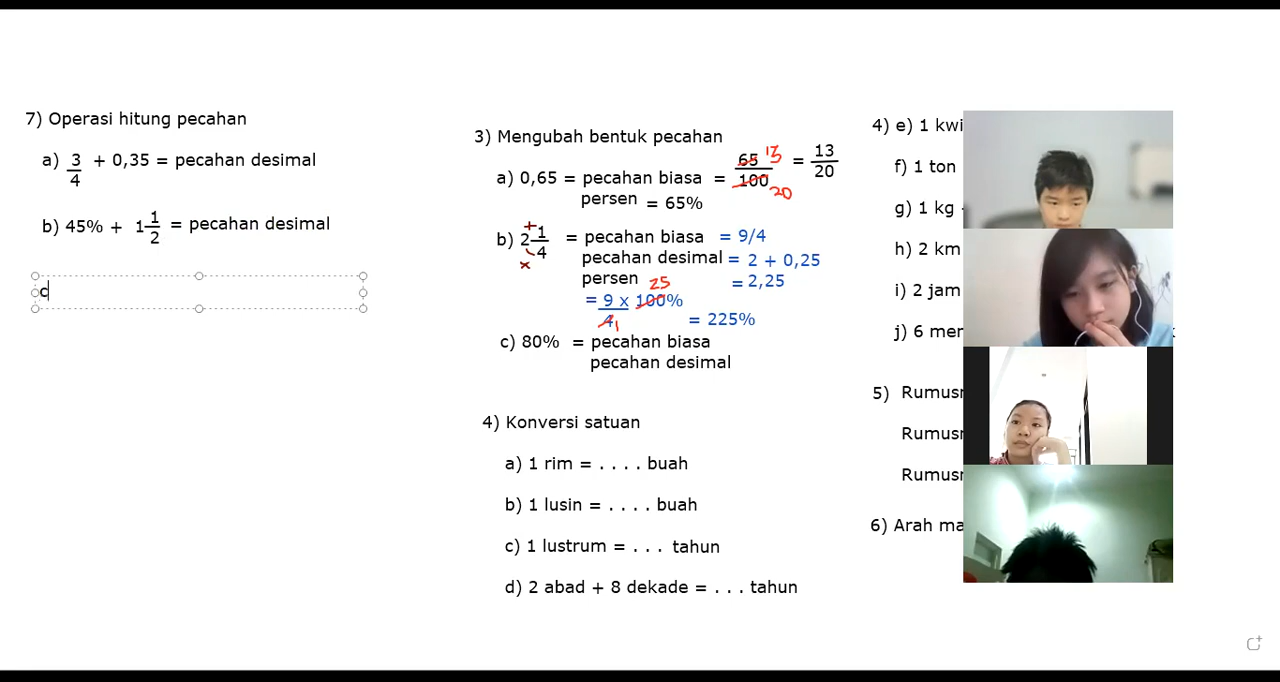 7) Operasi hitung pecahan
a) 3/4 + 0,35 = pecahan desimal
b) 45% + 1 1/2 = pecahan desimal
c
3) Mengubah bentuk pecahan
a) 0,65 = pecahan biasa = 65/100 = 13/20
13
20
persen = 65%
b) 2 1/4 = pecahan biasa = 9/4
+
x
pecahan desimal = 2 + 0,25
persen = 2,25
25
= 9 x 100%
4 1 = 225%
c) 80% = pecahan biasa
pecahan desimal
4) Konversi satuan
a) 1 rim = . . . . buah
b) 1 lusin = . . . . buah
c) 1 lustrum = . . . tahun
d) 2 abad + 8 dekade = . . . tahun
4) e) 1 kwi
f) 1 ton
g) 1 kg
h) 2 km
i) 2 jam
j) 6 mer
5) Rumus
Rumus
Rumus
6) Arah ma